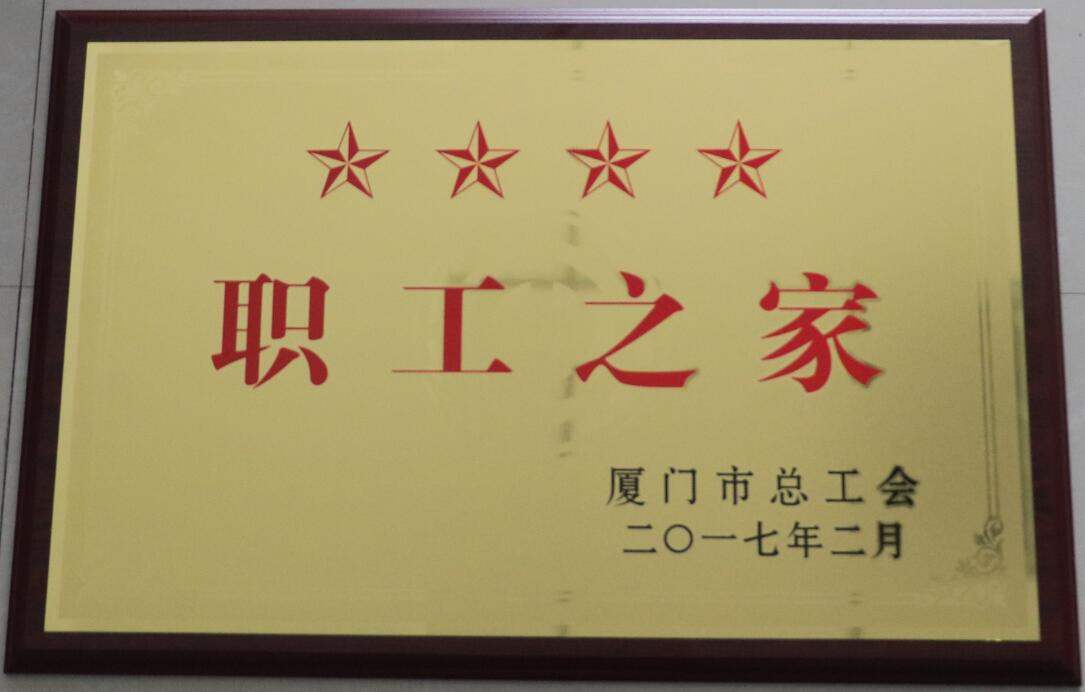 职工之家
厦门市总工会
二〇一七年二月